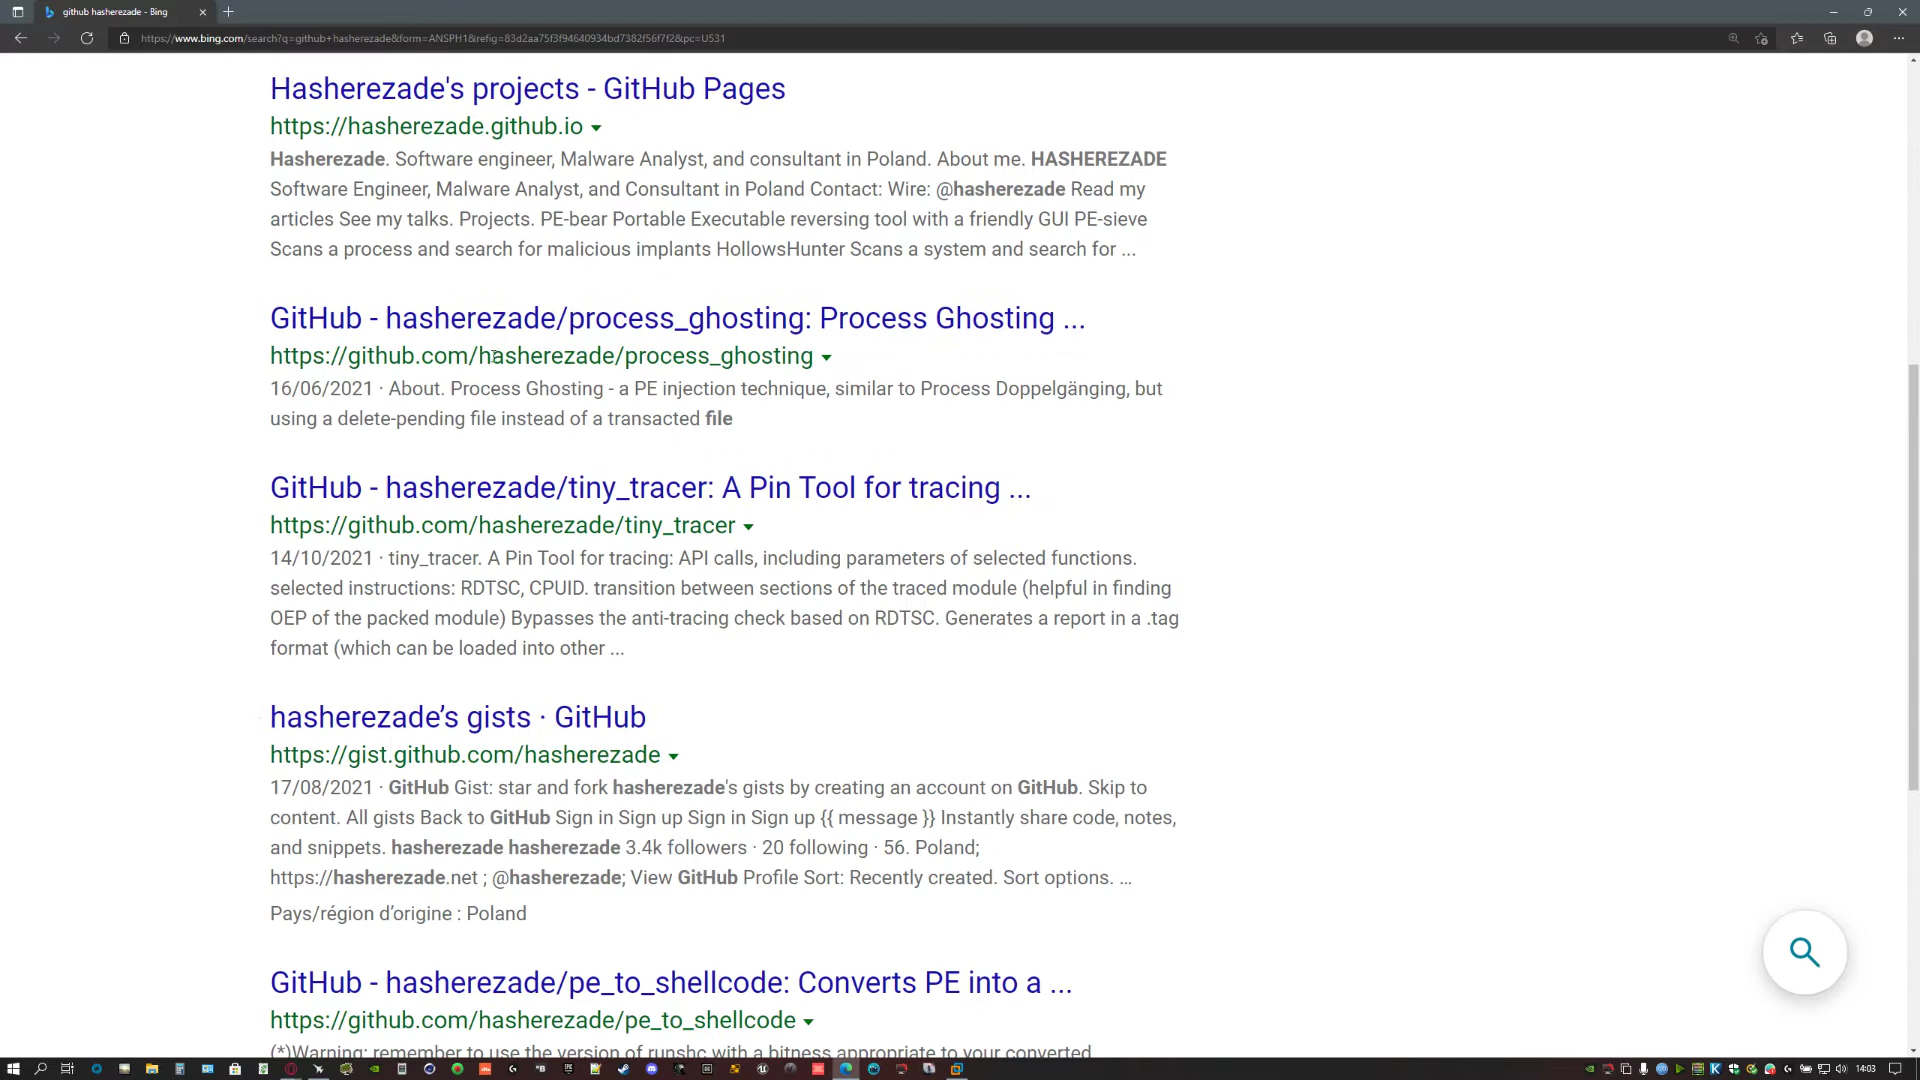 github hasherezade - Bing
https://www.bing.com/search?q=github+hasherezade&form=ANSPH1&refig=83d2aa75f3f94640934bd7382f56f7f2&pc=U531
Hasherezade's projects - GitHub Pages
https://hasherezade.github.io
Hasherezade. Software engineer, Malware Analyst, and consultant in Poland. About me. HASHEREZADE
Software Engineer, Malware Analyst, and Consultant in Poland Contact: Wire: @hasherezade Read my
articles See my talks. Projects. PE-bear Portable Executable reversing tool with a friendly GUI PE-sieve
Scans a process and search for malicious implants HollowsHunter Scans a system and search for ...
GitHub - hasherezade/process_ghosting: Process Ghosting ...
https://github.com/hasherezade/process_ghosting
16/06/2021 · About. Process Ghosting - a PE injection technique, similar to Process Doppelgänging, but
using a delete-pending file instead of a transacted file
GitHub - hasherezade/tiny_tracer: A Pin Tool for tracing ...
https://github.com/hasherezade/tiny_tracer
14/10/2021 · tiny_tracer. A Pin Tool for tracing: API calls, including parameters of selected functions.
selected instructions: RDTSC, CPUID. transition between sections of the traced module (helpful in finding
OEP of the packed module) Bypasses the anti-tracing check based on RDTSC. Generates a report in a .tag
format (which can be loaded into other ...
hasherezade’s gists · GitHub
https://gist.github.com/hasherezade
17/08/2021 · GitHub Gist: star and fork hasherezade's gists by creating an account on GitHub. Skip to
content. All gists Back to GitHub Sign in Sign up Sign in Sign up {{ message }} Instantly share code, notes,
and snippets. hasherezade hasherezade 3.4k followers · 20 following · 56. Poland;
https://hasherezade.net ; @hasherezade; View GitHub Profile Sort: Recently created. Sort options. ...
Pays/région d’origine : Poland
GitHub - hasherezade/pe_to_shellcode: Converts PE into a ...
https://github.com/hasherezade/pe_to_shellcode
(*)Warning: remember to use the version of runshc with a bitness appropriate to your converted
14:03